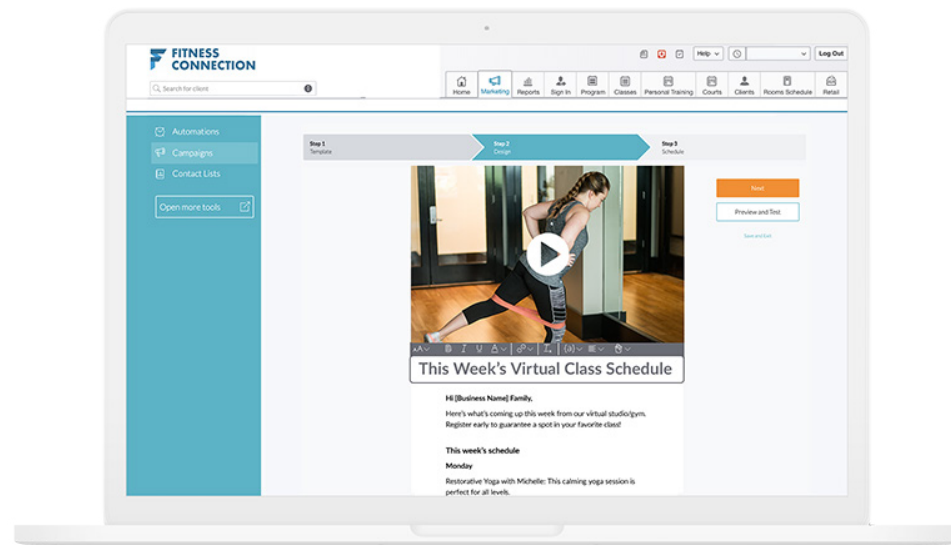 FITNESS
CONNECTION
Help
Log Out
Search for client
Home
Marketing
Reports
Sign In
Program
Classes
Personal Training
Courts
Clients
Rooms Schedule
Retail
Automations
Campaigns
Contact Lists
Open more tools
Step 1
Template
Step 2
Design
Step 3
Schedule
Next
Preview and Test
Save and Exit
This Week's Virtual Class Schedule
Hi [Business Name] Family,
Here's what's coming up this week from our virtual studio/gym.
Register early to guarantee a spot in your favorite class!
This week's schedule
Monday
Restorative Yoga with Michelle: This calming yoga session is
perfect for all levels.